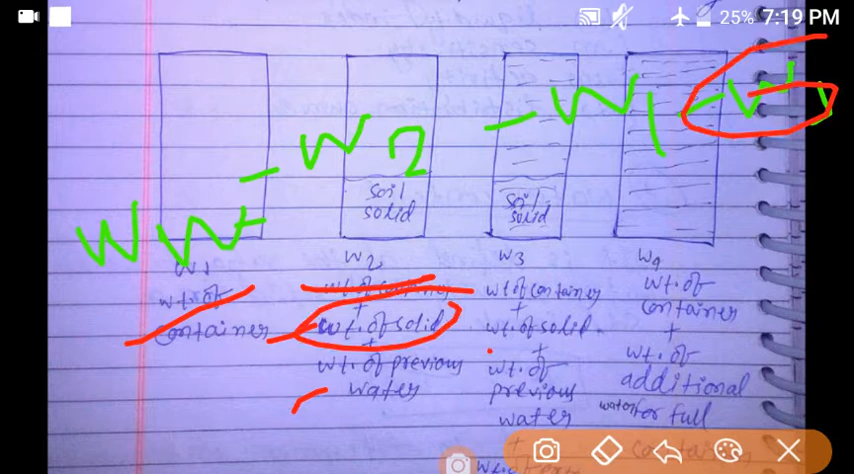 25% 7:19 PM
W W - W2 - W1 - W
soil
solid
soil
solid
W1
wt. of
container
W2
wt. of container
+
wt. of solid
+
wt. of previous
water
W3
wt. of container
+
wt. of solid
+
wt. of
previous
water
+
W4
wt. of
container
+
wt. of
additional
water for full
container